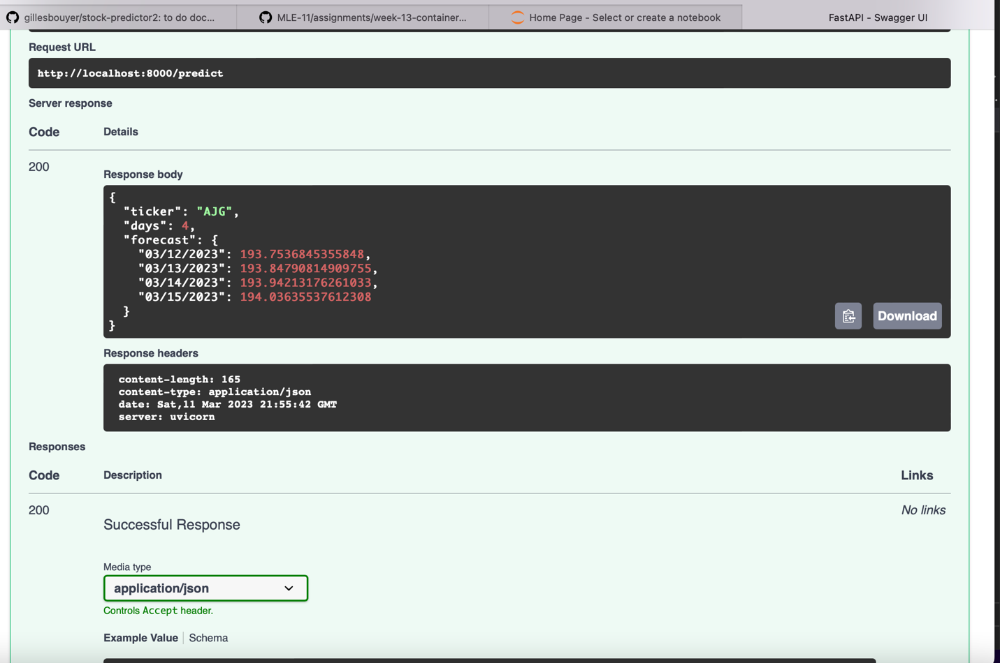 gillesbouyer/stock-predictor2: to do doc...
MLE-11/assignments/week-13-container...
Home Page - Select or create a notebook
FastAPI - Swagger UI
Request URL
http://localhost:8000/predict
Server response
Code Details
200
Response body
{
"ticker": "AJG",
"days": 4,
"forecast": {
"03/12/2023": 193.7536845355848,
"03/13/2023": 193.84790814909755,
"03/14/2023": 193.94213176261033,
"03/15/2023": 194.03635537612308
}
}
Download
Response headers
content-length: 165
content-type: application/json
date: Sat,11 Mar 2023 21:55:42 GMT
server: uvicorn
Responses
Code Description Links
200 No links
Successful Response
Media type
application/json
Controls Accept header.
Example Value Schema